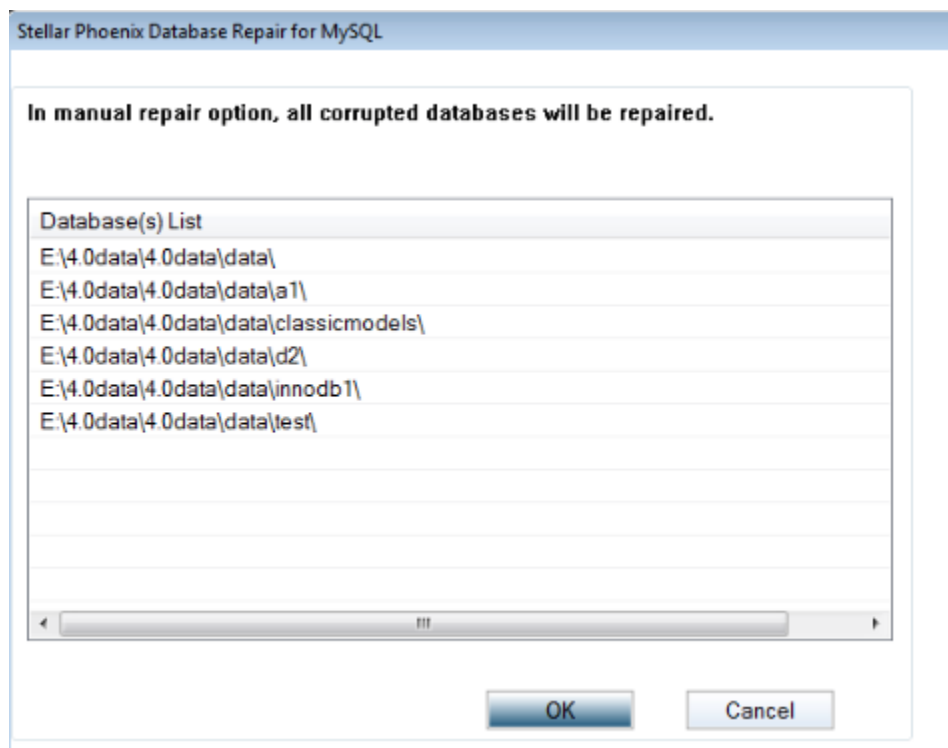 Stellar Phoenix Database Repair for MySQL
In manual repair option, all corrupted databases will be repaired.
Database(s) List
E:\4.0data\4.0data\data\
E:\4.0data\4.0data\data\a1\
E:\4.0data\4.0data\data\classicmodels\
E:\4.0data\4.0data\data\d2\
E:\4.0data\4.0data\data\innodb1\
E:\4.0data\4.0data\data\test\
OK
Cancel